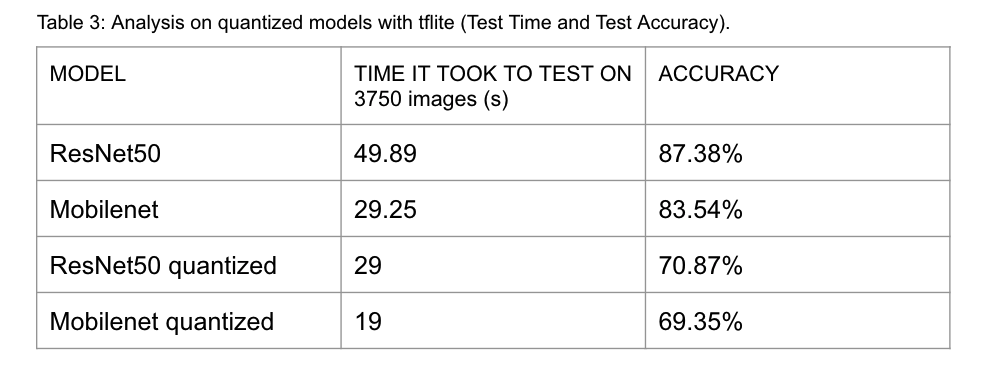 Table 3: Analysis on quantized models with tflite (Test Time and Test Accuracy).
MODEL
TIME IT TOOK TO TEST ON
3750 images (s)
ACCURACY
ResNet50
49.89
87.38%
Mobilenet
29.25
83.54%
ResNet50 quantized
29
70.87%
Mobilenet quantized
19
69.35%